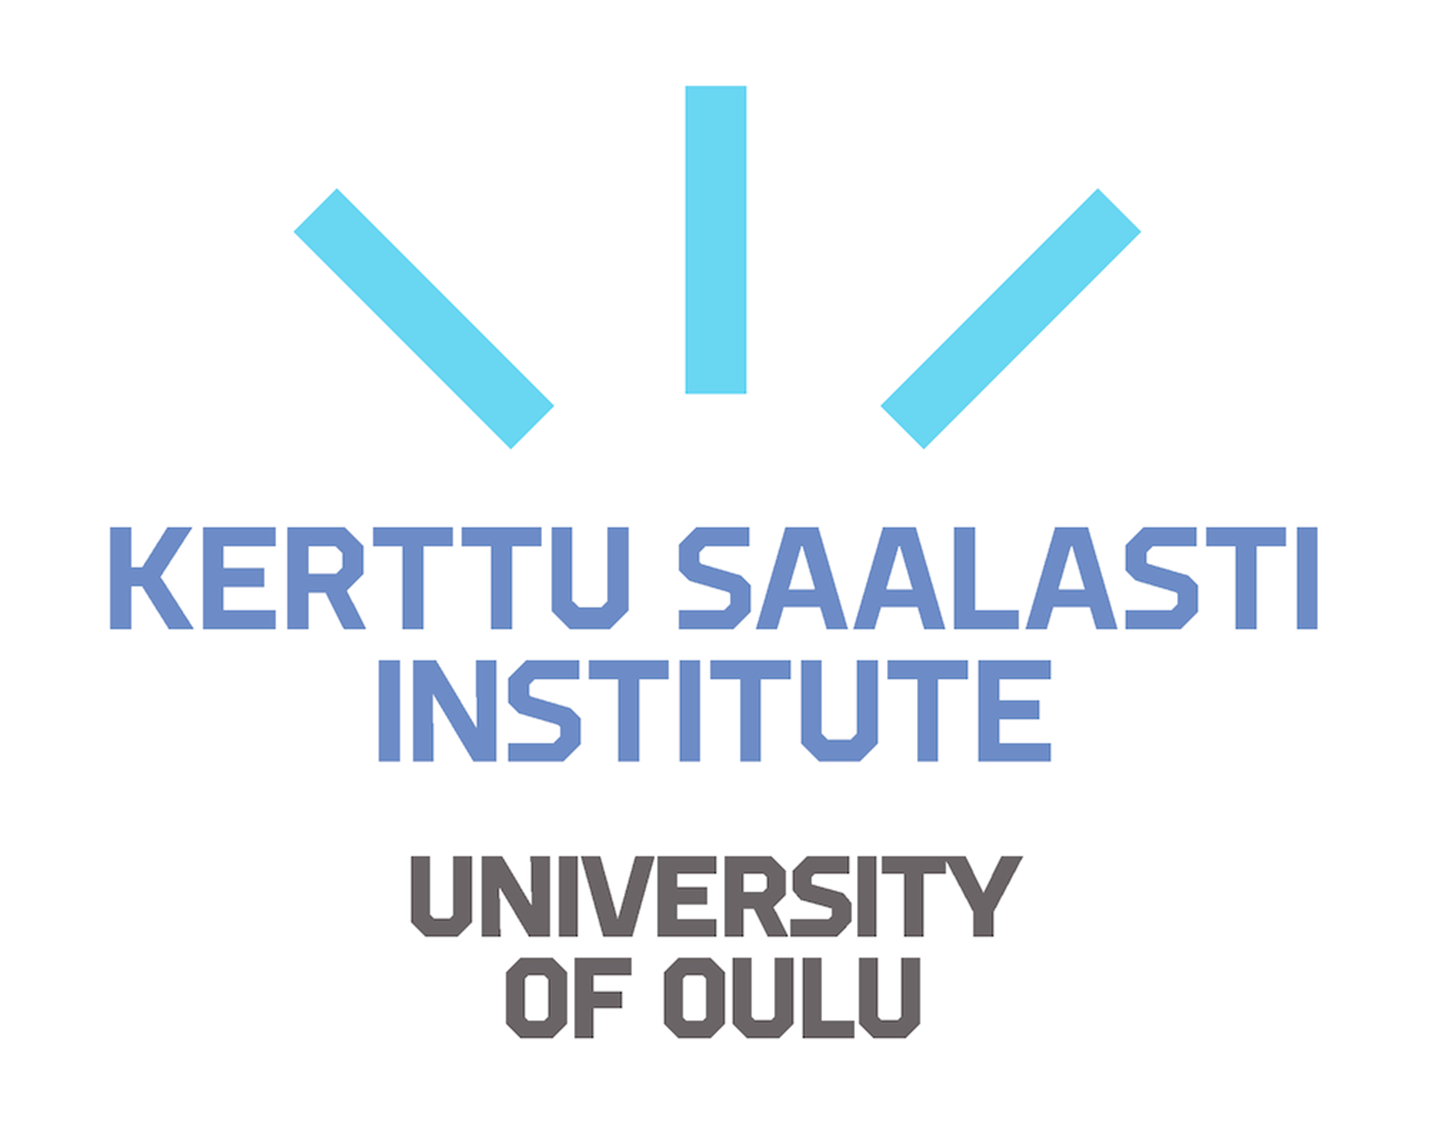 KERTTU SAALASTI
INSTITUTE
UNIVERSITY
OF OULU